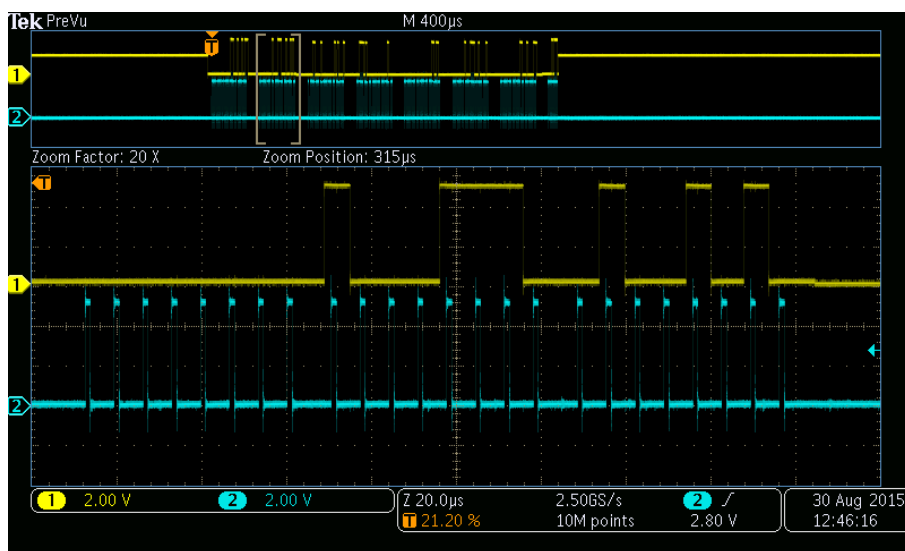 Tek PreVu M 400µs
T
1
2
Zoom Factor: 20 X Zoom Position: 315µs
T
1
2
1 2.00 V 2 2.00 V Z 20.0µs 2.50GS/s 2 30 Aug 2015
T 21.20 % 10M points 2.80 V 12:46:16